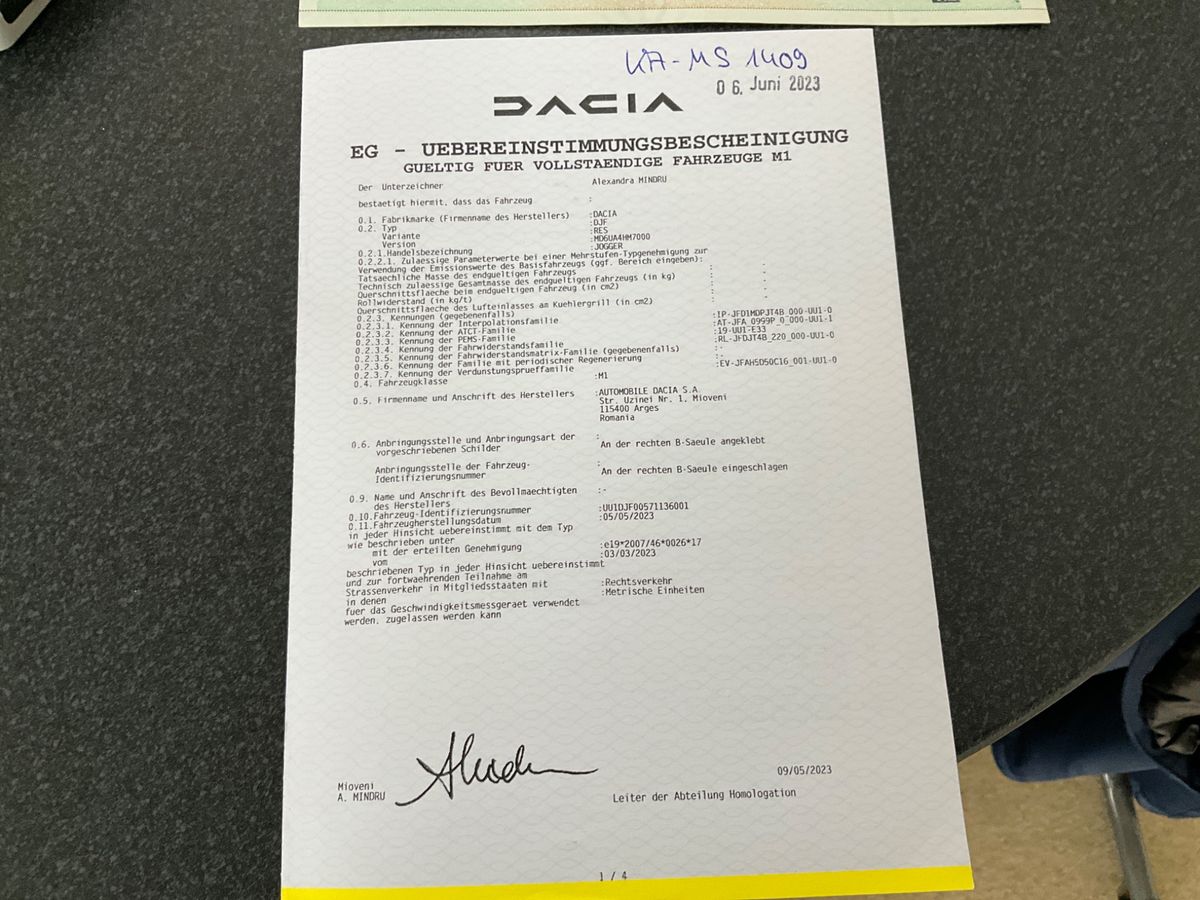 KA-MS 1409
06. Juni 2023
DACIA
EG - UEBEREINSTIMMUNGSBESCHEINIGUNG
GUELTIG FUER VOLLSTAENDIGE FAHRZEUGE M1
Der Unterzeichner Alexandra MINDRU
bestaetigt hiermit, dass das Fahrzeug :
0.1. Fabrikmarke (Firmenname des Herstellers) :DACIA
0.2. Typ :DJF
Variante :RES
Version :MD6UA4HM7000
0.2.1.Handelsbezeichnung :JOGGER
0.2.2.1. Zulaessige Parameterwerte bei einer Mehrstufen-Typgenehmigung zur
Verwendung der Emissionswerte des Basisfahrzeugs (ggf. Bereich eingeben):
Tatsaechliche Masse des endgueltigen Fahrzeugs : -
Technisch zulaessige Gesamtmasse des endgueltigen Fahrzeugs (in kg) : -
Querschnittsflaeche beim endgueltigen Fahrzeug (in cm2) : -
Rollwiderstand (in kg/t) : -
Querschnittsflaeche des Lufteinlasses am Kuehlergrill (in cm2) : -
0.2.3. Kennungen (gegebenenfalls)
0.2.3.1. Kennung der Interpolationsfamilie :IP-JFD1MDPJT4B_000-UU1-0
0.2.3.2. Kennung der ATCT-Familie :AT-JFA_0999P_0_000-UU1-1
0.2.3.3. Kennung der PEMS-Familie :19-UU1-E33
0.2.3.4. Kennung der Fahrwiderstandsfamilie :RL-JFDJT4B_220_000-UU1-0
0.2.3.5. Kennung der Fahrwiderstandsmatrix-Familie (gegebenenfalls) :-
0.2.3.6. Kennung der Familie mit periodischer Regenerierung :-
0.2.3.7. Kennung der Verdunstungsprueffamilie :EV-JFAH5D50C16_001-UU1-0
0.4. Fahrzeugklasse :M1
0.5. Firmenname und Anschrift des Herstellers :AUTOMOBILE DACIA S.A.
Str. Uzinei Nr. 1, Mioveni
115400 Arges
Romania
0.6. Anbringungsstelle und Anbringungsart der :
vorgeschriebenen Schilder An der rechten B-Saeule angeklebt
Anbringungsstelle der Fahrzeug- :
Identifizierungsnummer An der rechten B-Saeule eingeschlagen
0.9. Name und Anschrift des Bevollmaechtigten :-
des Herstellers
0.10.Fahrzeug-Identifizierungsnummer :UU1DJF00571136001
0.11.Fahrzeugherstellungsdatum :05/05/2023
in jeder Hinsicht uebereinstimmt mit dem Typ
wie beschrieben unter
mit der erteilten Genehmigung :e19*2007/46*0026*17
vom :03/03/2023
beschriebenen Typ in jeder Hinsicht uebereinstimmt
und zur fortwaehrenden Teilnahme am
Strassenverkehr in Mitgliedsstaaten mit :Rechtsverkehr
in denen :Metrische Einheiten
fuer das Geschwindigkeitsmessgeraet verwendet
werden, zugelassen werden kann
Mioveni 09/05/2023
A. MINDRU Leiter der Abteilung Homologation
1 / 4